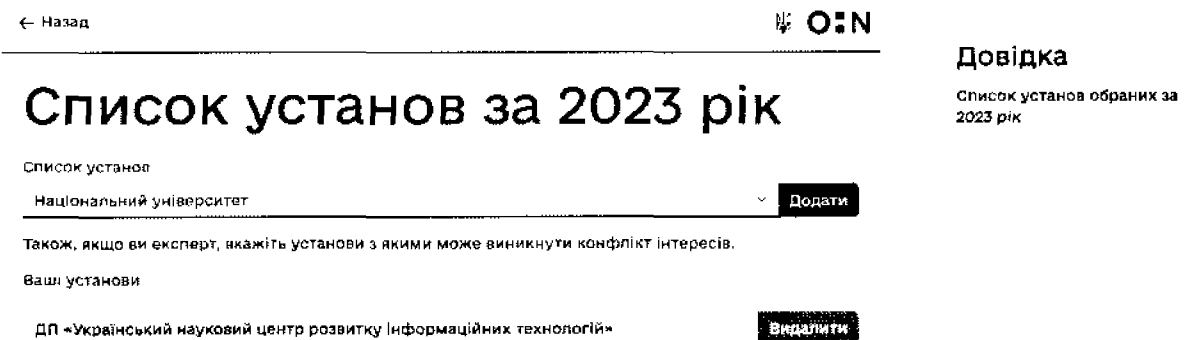 ← Назад
О:N
Список установ за 2023 рік
Список установ
Національний університет
Додати
Також, якщо ви експерт, вкажіть установи з якими може виникнути конфлікт інтересів.
Ваші установи
ДП «Український науковий центр розвитку інформаційних технологій»
Видалити
Довідка
Список установ обраних за
2023 рік